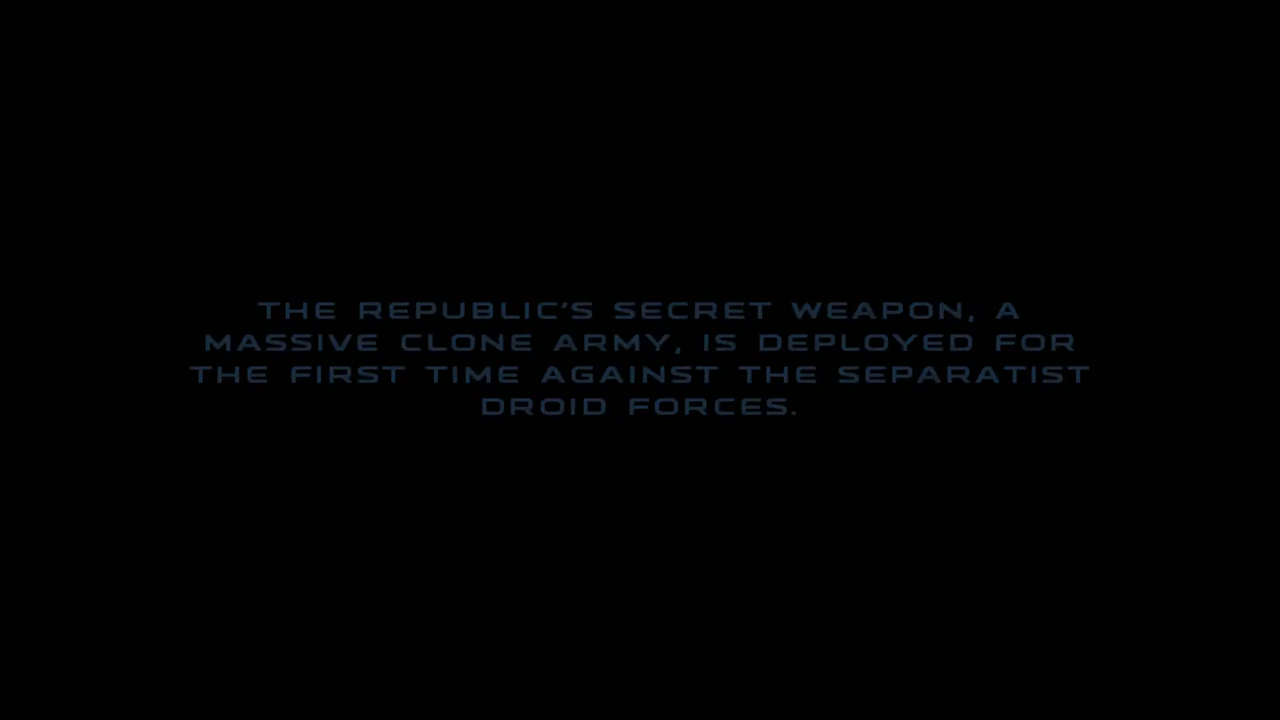 THE REPUBLIC'S SECRET WEAPON, A
MASSIVE CLONE ARMY, IS DEPLOYED FOR
THE FIRST TIME AGAINST THE SEPARATIST
DROID FORCES.